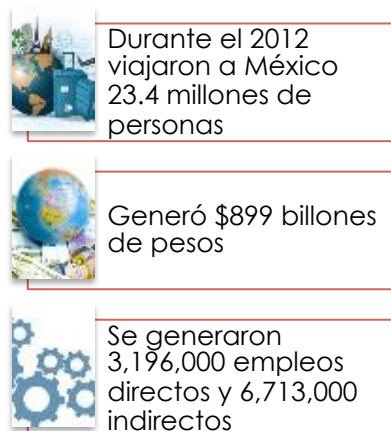 Durante el 2012
viajaron a México
23.4 millones de
personas
Generó $899 billones
de pesos
Se generaron
3,196,000 empleos
directos y 6,713,000
indirectos